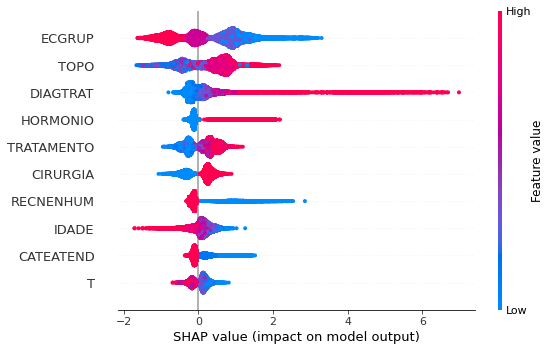 High
ECGRUP
TOPO
DIAGTRAT
HORMONIO
TRATAMENTO
CIRURGIA
RECNENHUM
IDADE
CATEATEND
T
Feature value
Low
−2 0 2 4 6
SHAP value (impact on model output)